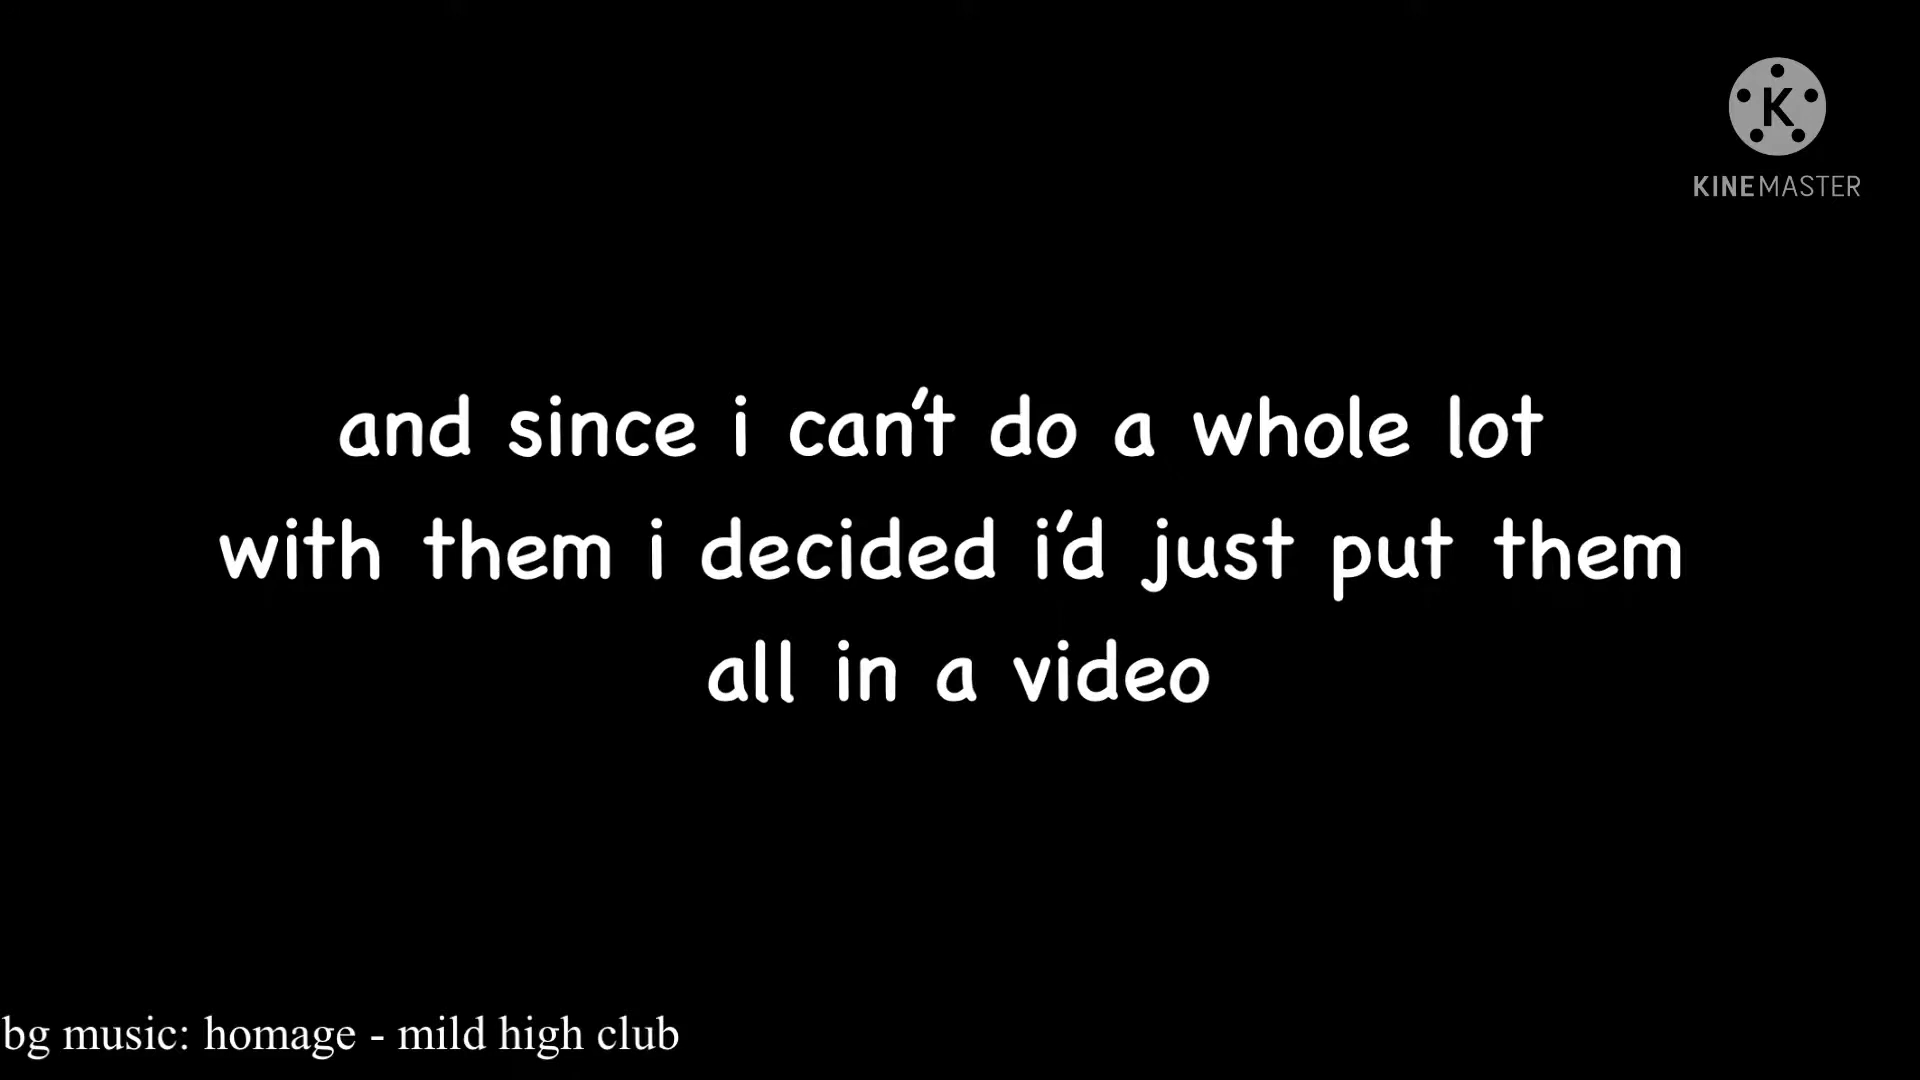 K
KINEMASTER
and since i can't do a whole lot
with them i decided i'd just put them
all in a video
bg music: homage - mild high club